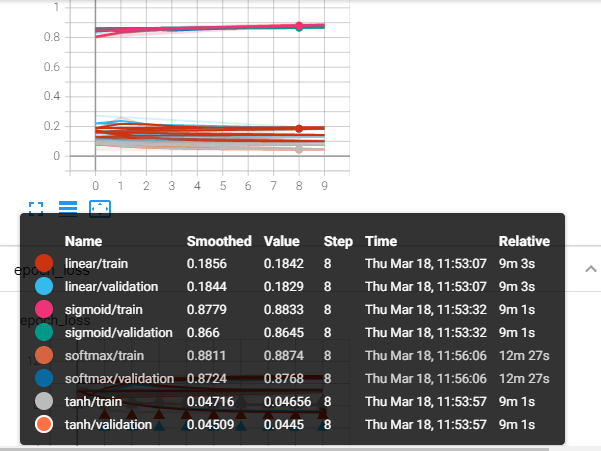 1
0.8
0.6
0.4
0.2
0
0 1 2 3 4 5 6 7 8 9
Name Smoothed Value Step Time Relative
linear/train 0.1856 0.1842 8 Thu Mar 18, 11:53:07 9m 3s
epoch_loss
linear/validation 0.1844 0.1829 8 Thu Mar 18, 11:53:07 9m 3s
sigmoid/train 0.8779 0.8833 8 Thu Mar 18, 11:53:32 9m 1s
epoch_loss
sigmoid/validation 0.866 0.8645 8 Thu Mar 18, 11:53:32 9m 1s
softmax/train 0.8811 0.8874 8 Thu Mar 18, 11:56:06 12m 27s
softmax/validation 0.8724 0.8768 8 Thu Mar 18, 11:56:06 12m 27s
tanh/train 0.04716 0.04656 8 Thu Mar 18, 11:53:57 9m 1s
tanh/validation 0.04509 0.0445 8 Thu Mar 18, 11:53:57 9m 1s